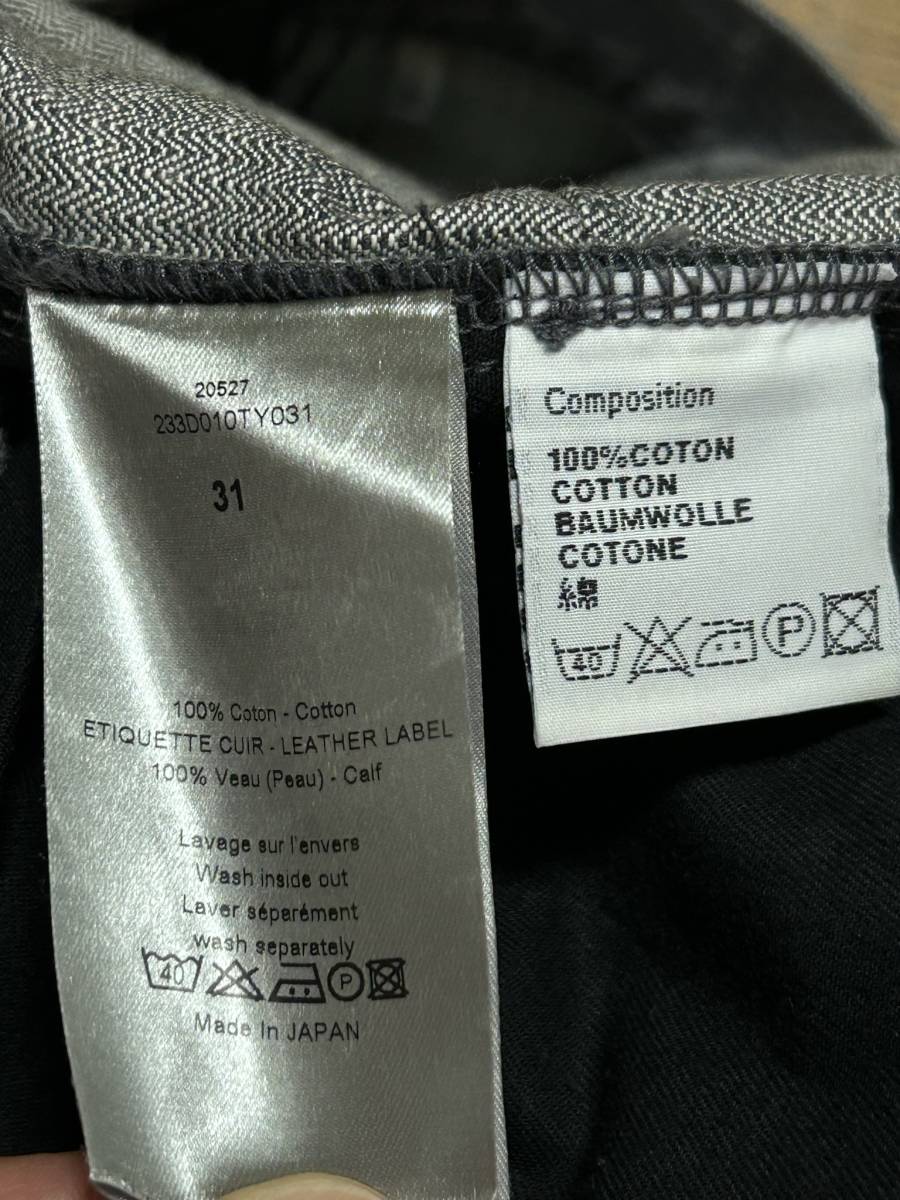 20527
233D010TY031
31
100% Coton - Cotton
ETIQUETTE CUIR - LEATHER LABEL
100% Veau (Peau) - Calf
Lavage sur l'envers
Wash inside out
Laver séparément
wash separately
40 P
Made In JAPAN
Composition
100%COTON
COTTON
BAUMWOLLE
COTONE
綿
40 P